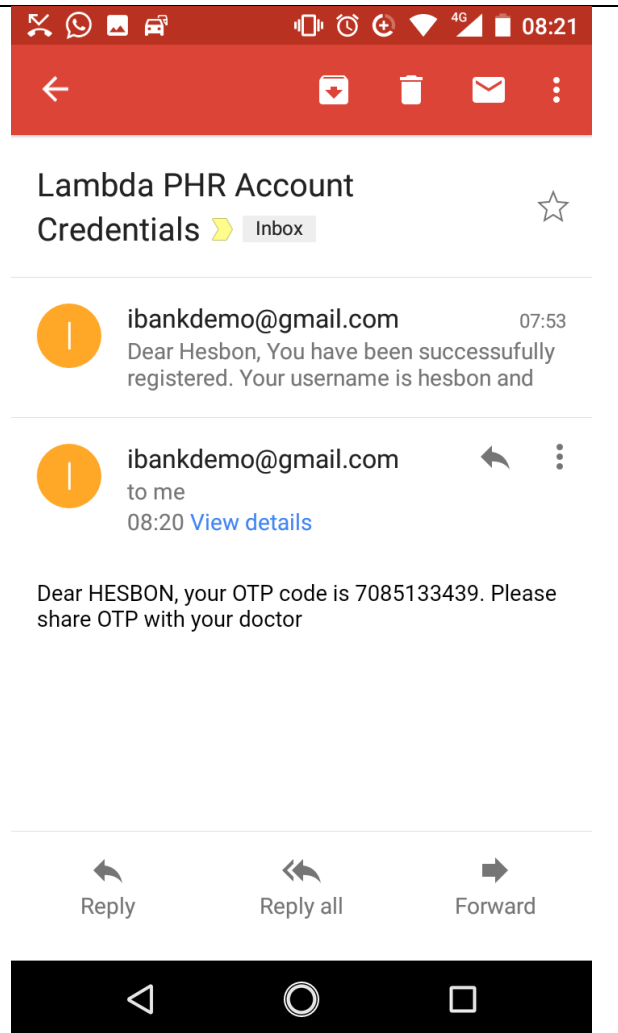 4G 08:21
Lambda PHR Account
Credentials Inbox
I
ibankdemo@gmail.com 07:53
Dear Hesbon, You have been successufully
registered. Your username is hesbon and
I
ibankdemo@gmail.com
to me
08:20 View details
Dear HESBON, your OTP code is 7085133439. Please
share OTP with your doctor
Reply Reply all Forward